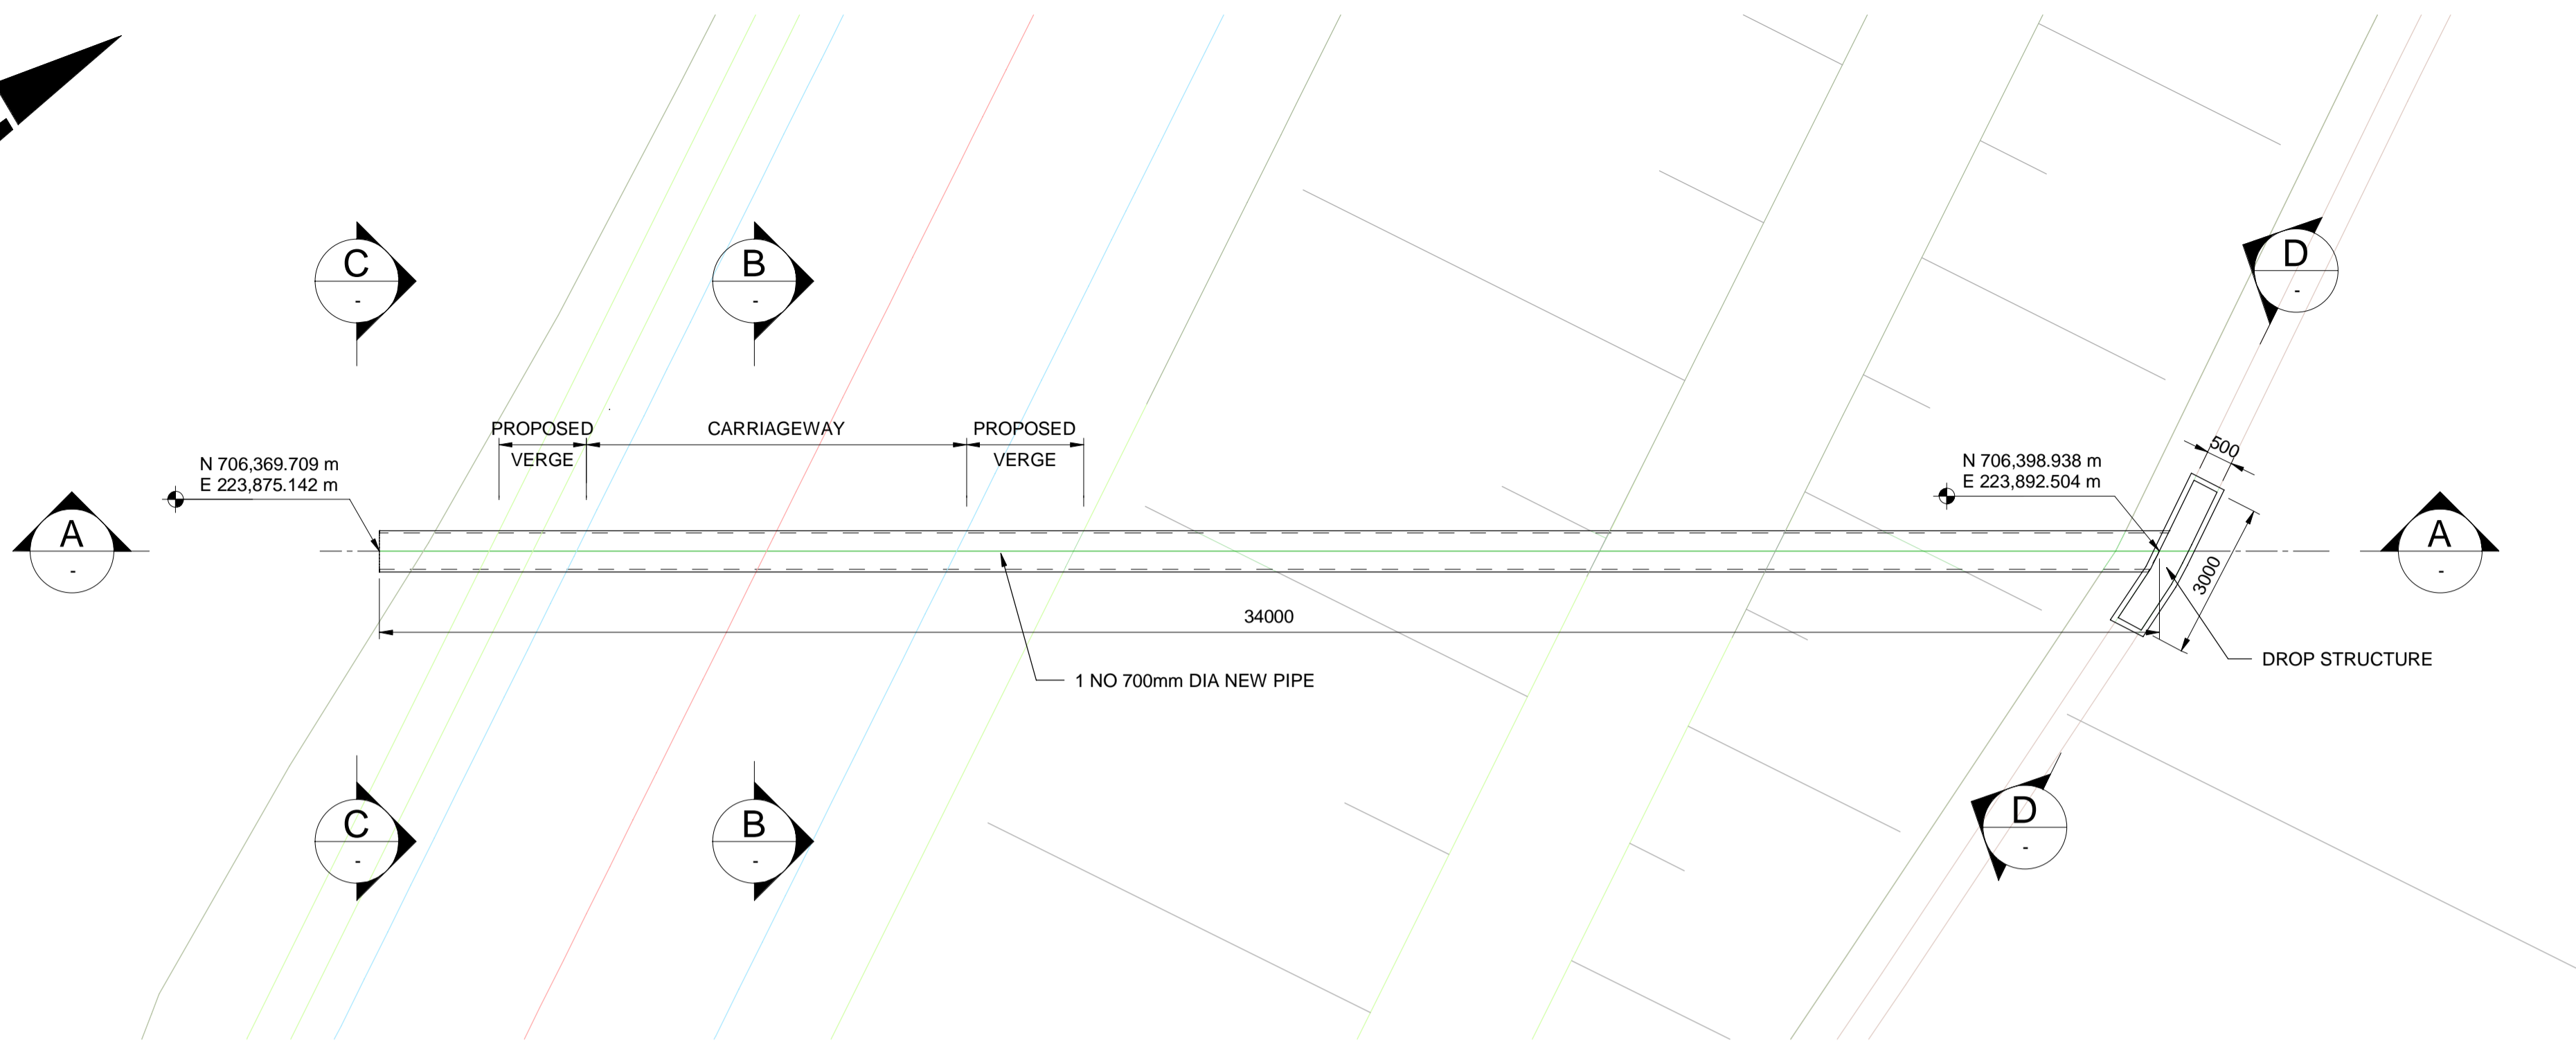 C
-
B
-
D
-
PROPOSED
VERGE
CARRIAGEWAY
PROPOSED
VERGE
N 706,369.709 m
E 223,875.142 m
N 706,398.938 m
E 223,892.504 m
500
A
-
A
-
3000
34000
DROP STRUCTURE
1 NO 700mm DIA NEW PIPE
C
-
B
-
D
-